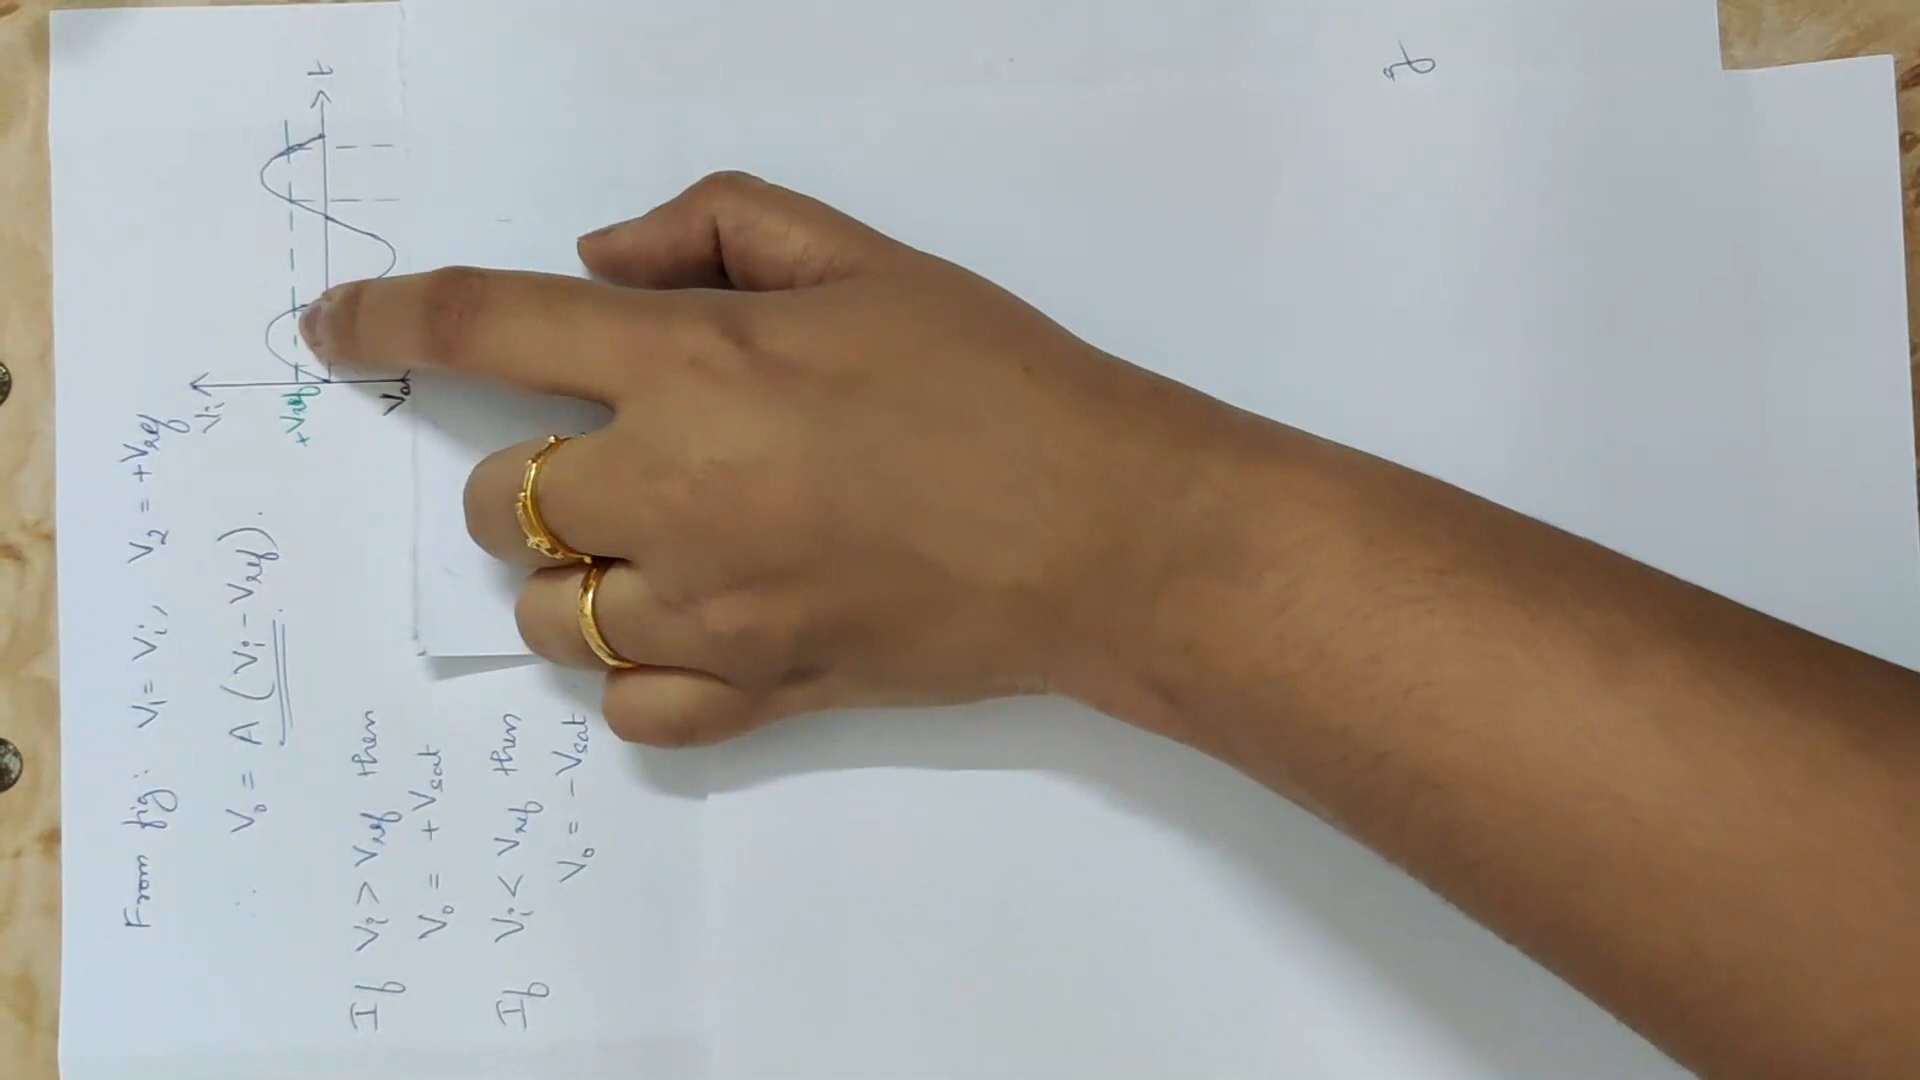 From fig: V1 = Vi, V2 = +Vref
∴ V0 = A (Vi - Vref).
If Vi > Vref then
V0 = +Vsat
If Vi < Vref then
V0 = -Vsat
Vi
+Vref
t